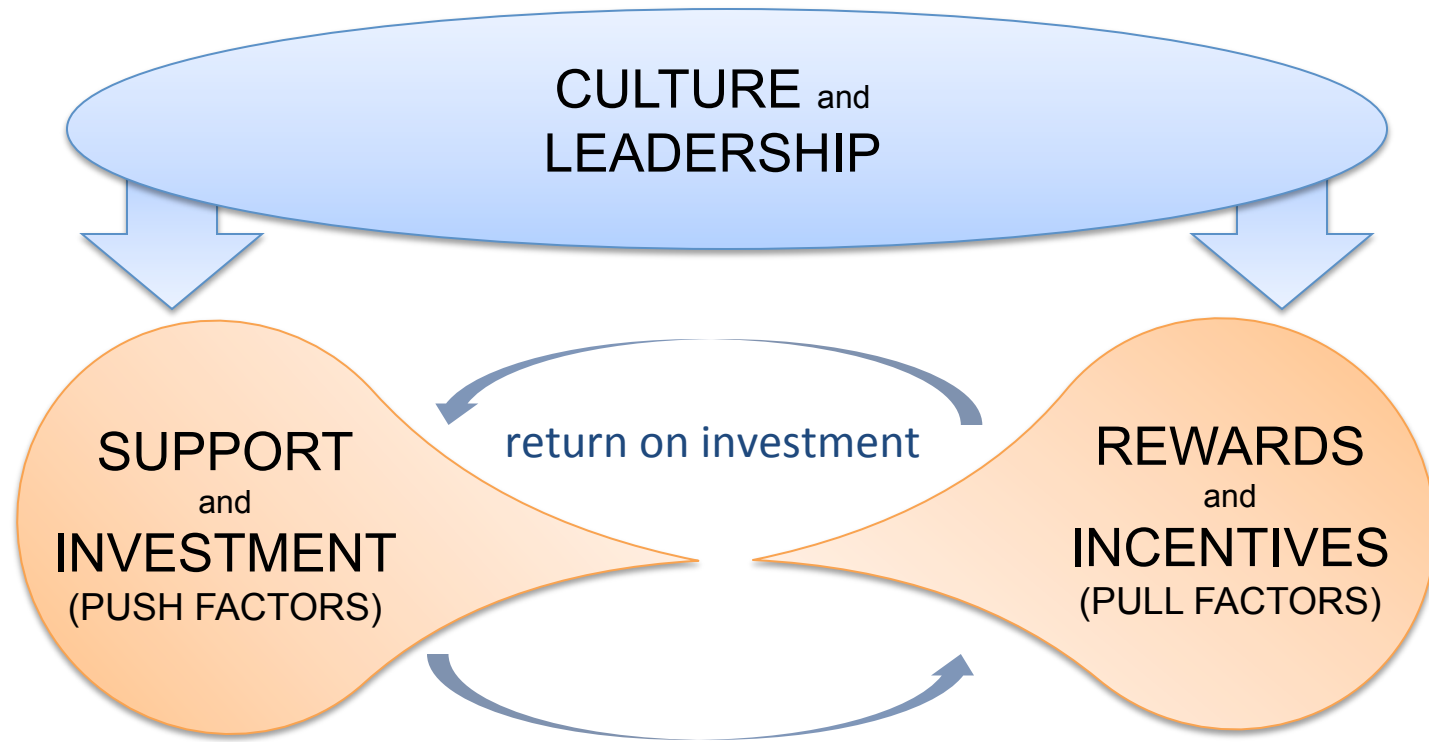 CULTURE and
LEADERSHIP
return on investment
SUPPORT
and
INVESTMENT
(PUSH FACTORS)
REWARDS
and
INCENTIVES
(PULL FACTORS)